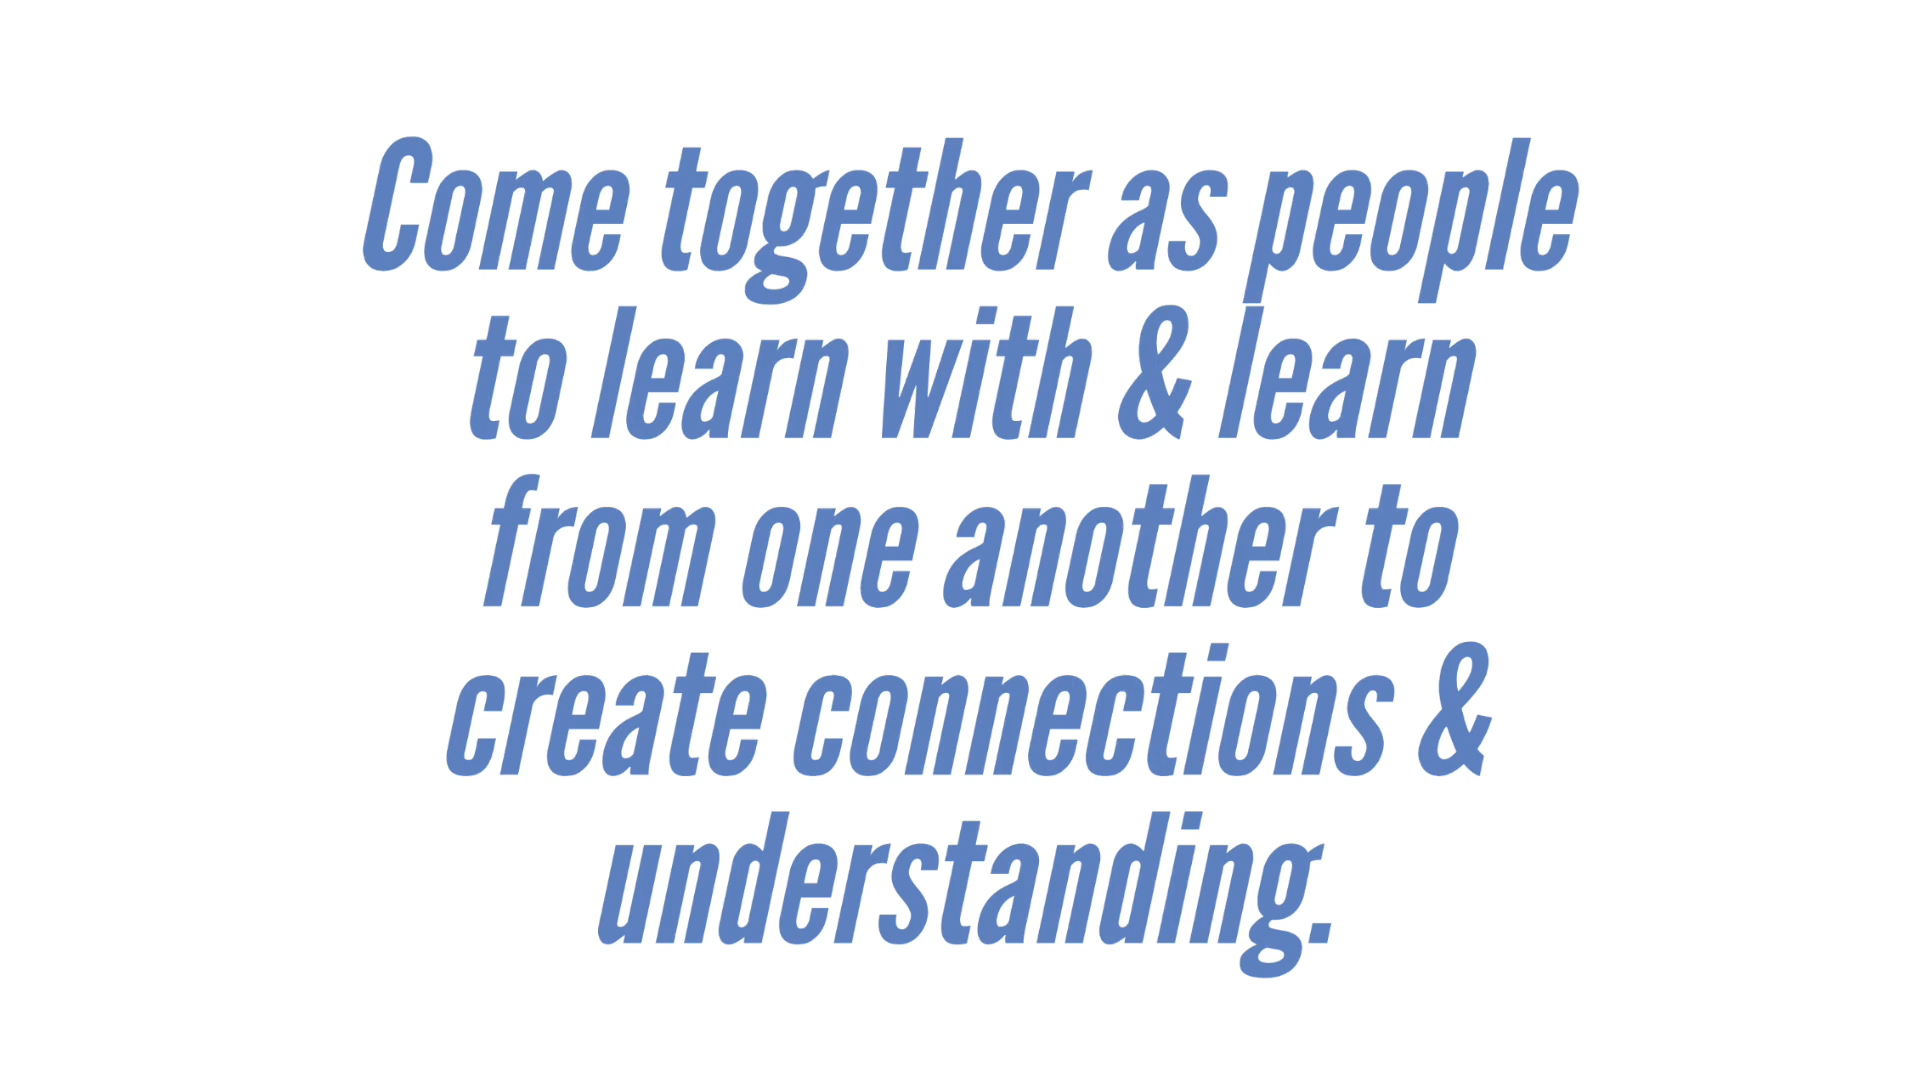 Come together as people
to learn with & learn
from one another to
create connections &
understanding.